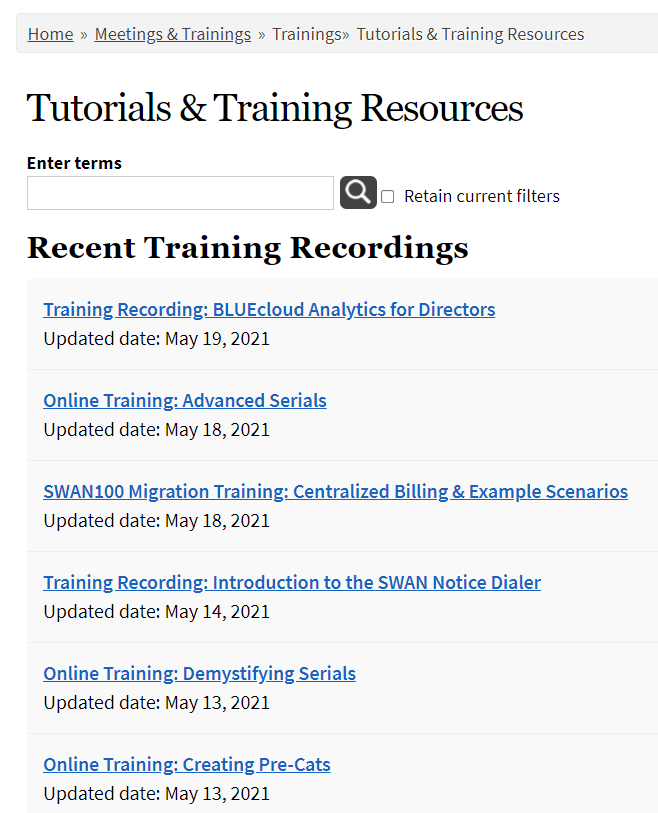 Home » Meetings & Trainings » Trainings» Tutorials & Training Resources
Tutorials & Training Resources
Enter terms
Retain current filters
Recent Training Recordings
Training Recording: BLUEcloud Analytics for Directors
Updated date: May 19, 2021
Online Training: Advanced Serials
Updated date: May 18, 2021
SWAN100 Migration Training: Centralized Billing & Example Scenarios
Updated date: May 18, 2021
Training Recording: Introduction to the SWAN Notice Dialer
Updated date: May 14, 2021
Online Training: Demystifying Serials
Updated date: May 13, 2021
Online Training: Creating Pre-Cats
Updated date: May 13, 2021